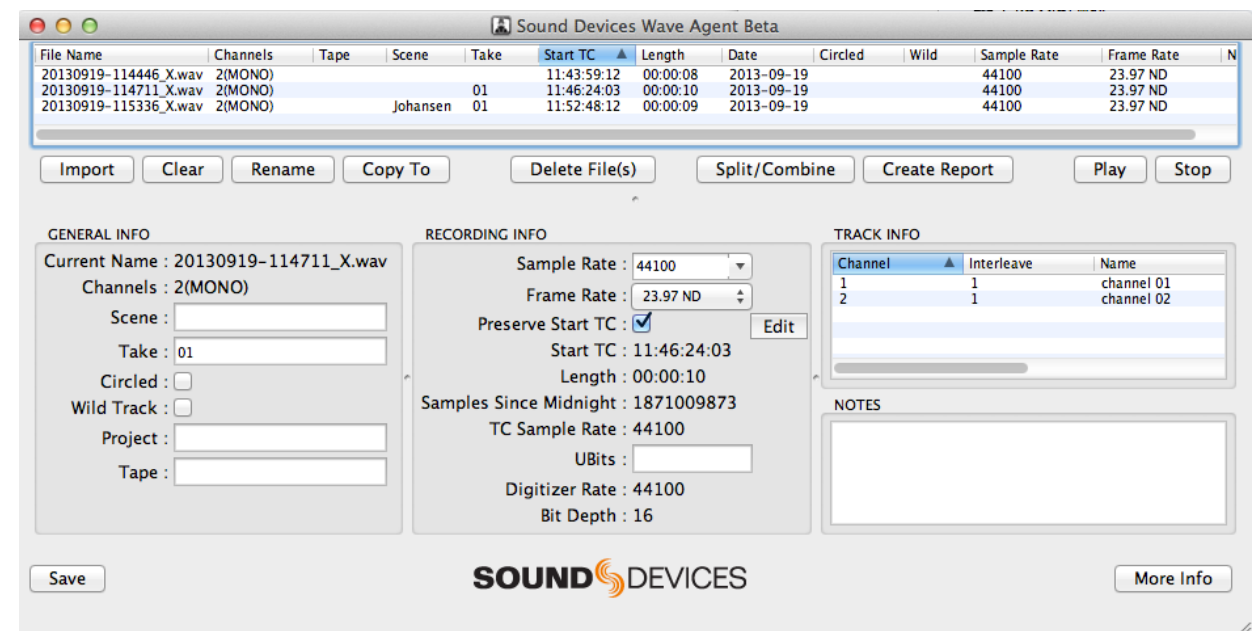 Sound Devices Wave Agent Beta
File Name Channels Tape Scene Take Start TC Length Date Circled Wild Sample Rate Frame Rate N
20130919-114446_X.wav 2(MONO) 11:43:59:12 00:00:08 2013-09-19 44100 23.97 ND
20130919-114711_X.wav 2(MONO) 01 11:46:24:03 00:00:10 2013-09-19 44100 23.97 ND
20130919-115336_X.wav 2(MONO) Johansen 01 11:52:48:12 00:00:09 2013-09-19 44100 23.97 ND
Import Clear Rename Copy To Delete File(s) Split/Combine Create Report Play Stop
GENERAL INFO
Current Name : 20130919-114711_X.wav
Channels : 2(MONO)
Scene :
Take : 01
Circled :
Wild Track :
Project :
Tape :
RECORDING INFO
Sample Rate : 44100
Frame Rate : 23.97 ND
Preserve Start TC : Edit
Start TC : 11:46:24:03
Length : 00:00:10
Samples Since Midnight : 1871009873
TC Sample Rate : 44100
UBits :
Digitizer Rate : 44100
Bit Depth : 16
TRACK INFO
Channel Interleave Name
1 1 channel 01
2 1 channel 02
NOTES
Save SOUND DEVICES More Info